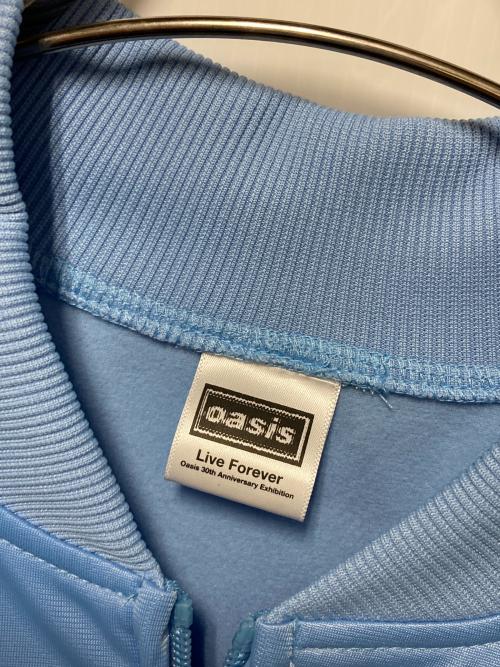 oasis
Live Forever
Oasis 30th Anniversary Exhibition